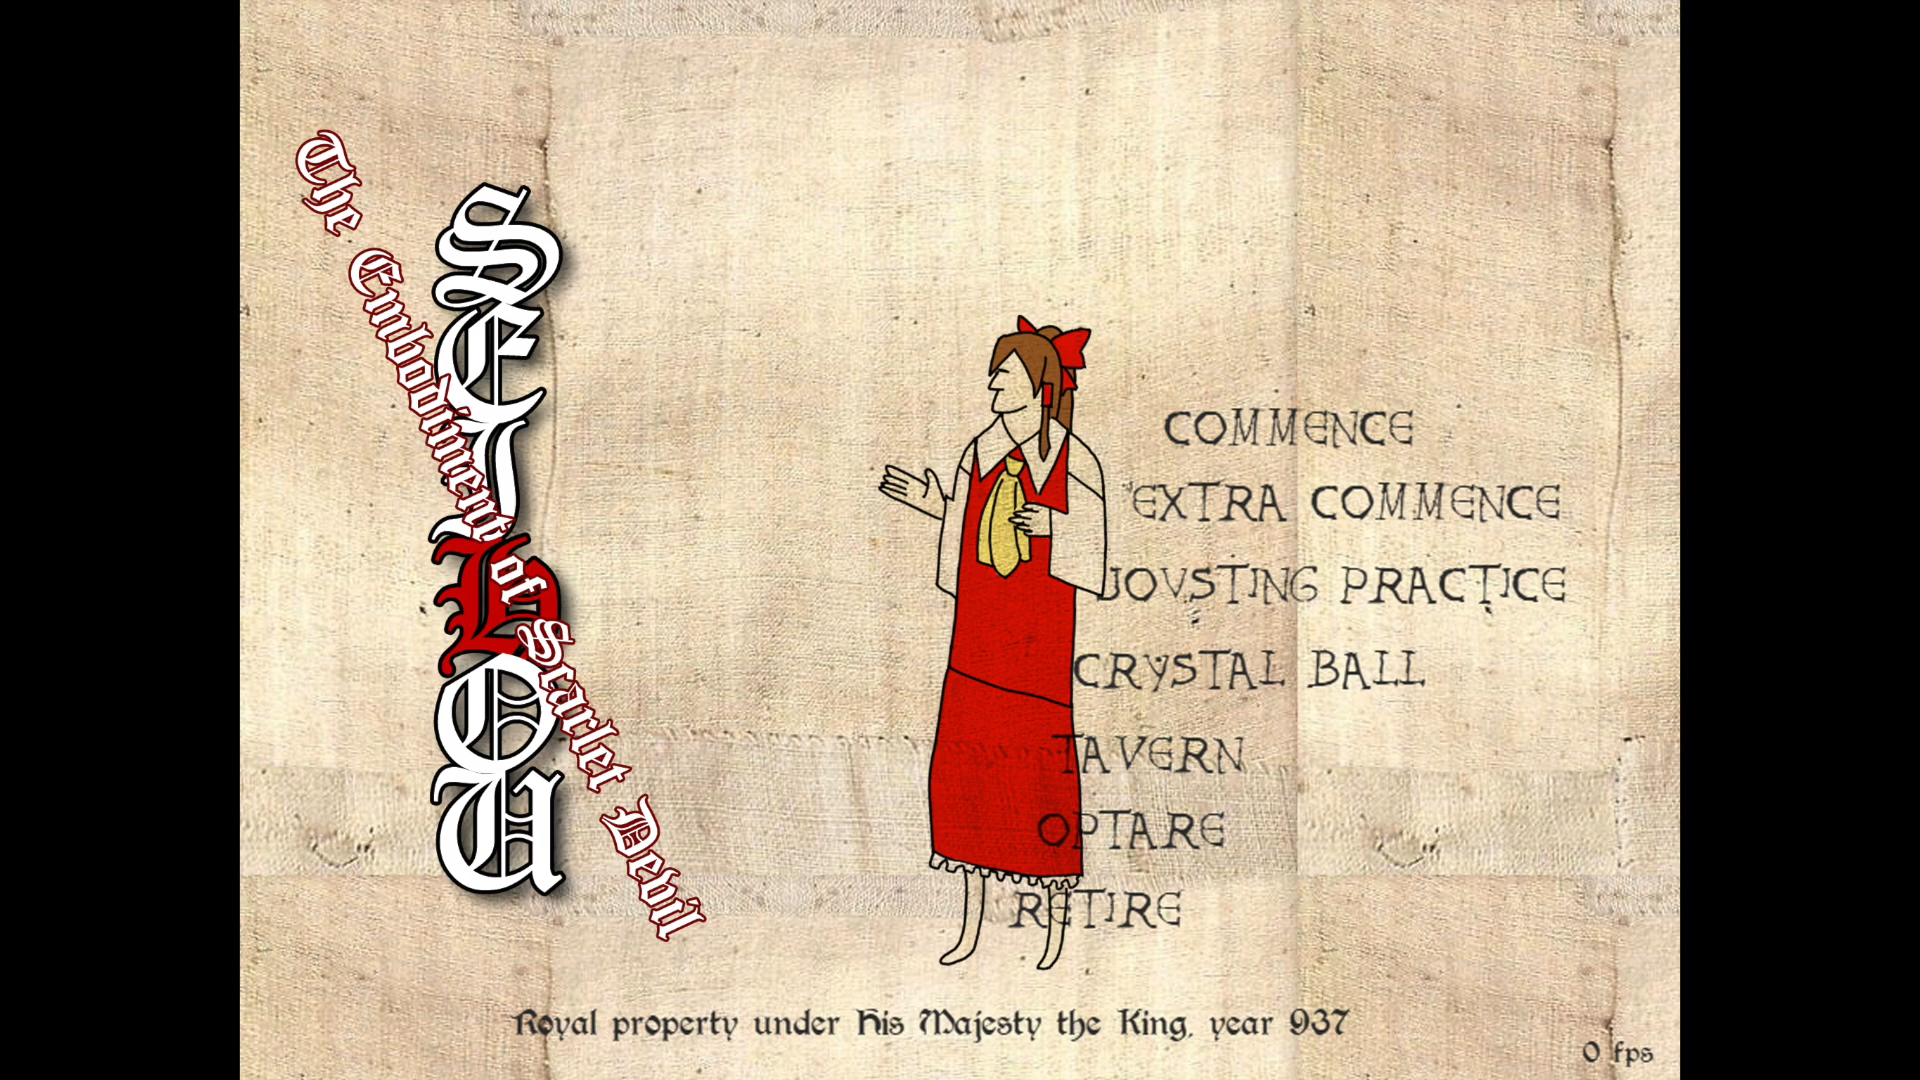 The Embodiment of Scarlet Devil
SEIHOU
COMMENCE
EXTRA COMMENCE
JOVSTING PRACTICE
CRYSTAL BALL
TAVERN
OPTARE
RETIRE
Royal property under His Majesty the King, year 937
0 fps